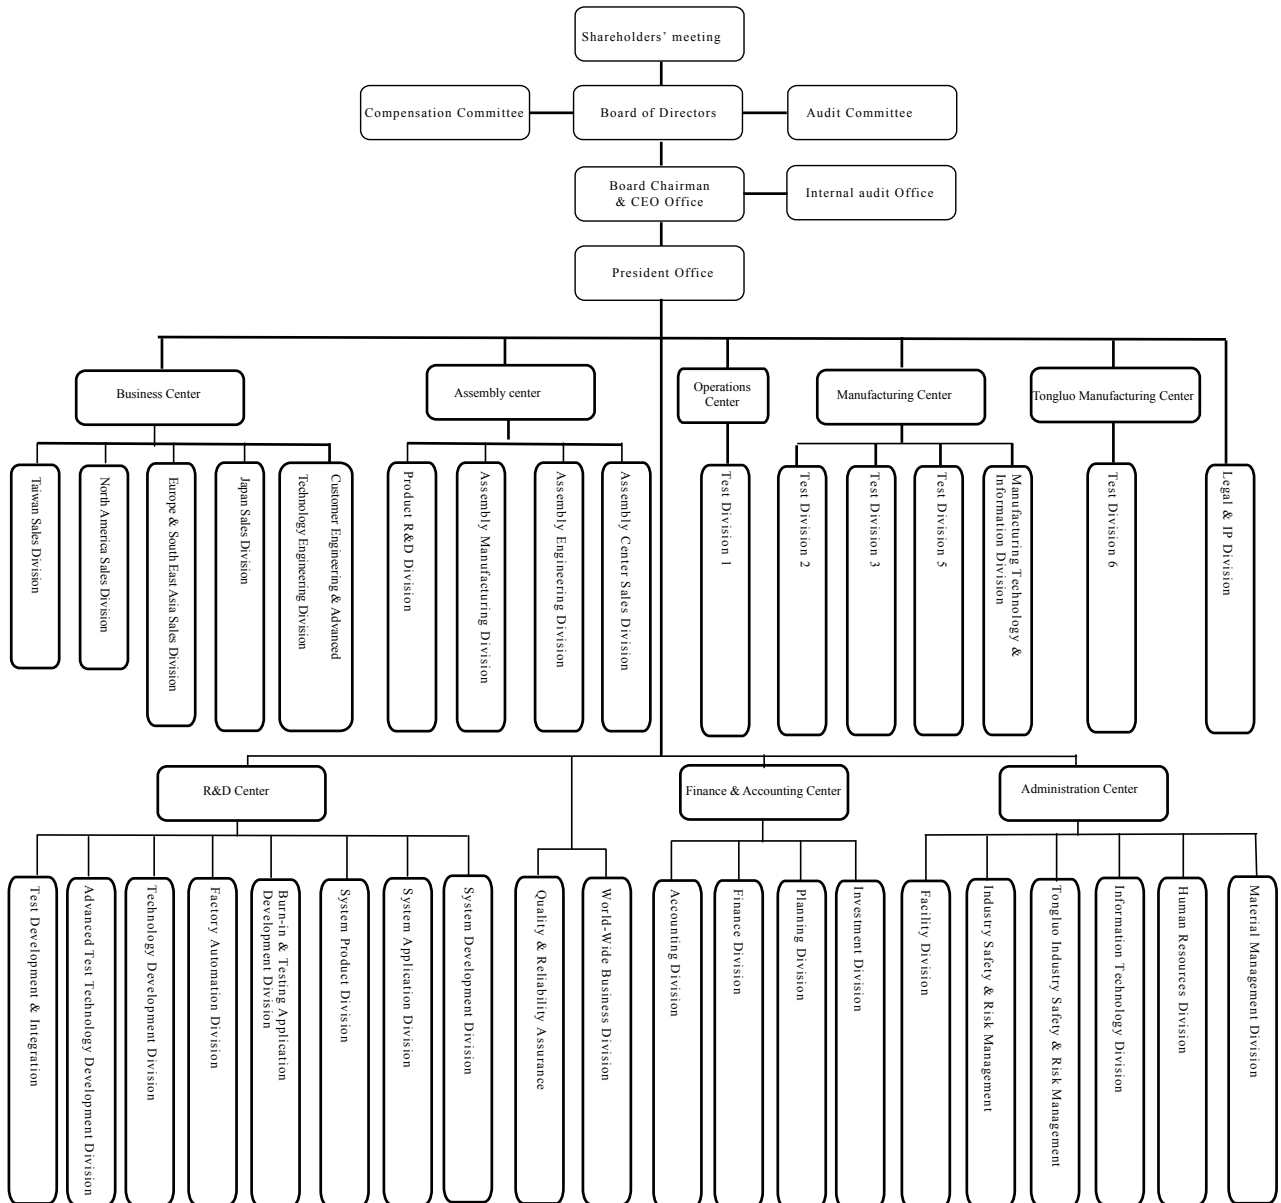 Shareholders' meeting
Compensation Committee
Board of Directors
Audit Committee
Board Chairman
& CEO Office
Internal audit Office
President Office
Business Center
Assembly center
Operations
Center
Manufacturing Center
Tongluo Manufacturing Center
Taiwan Sales Division
North America Sales Division
Europe & South East Asia Sales Division
Japan Sales Division
Customer Engineering & Advanced
Technology Engineering Division
Product R&D Division
Assembly Manufacturing Division
Assembly Engineering Division
Assembly Center Sales Division
Test Division 1
Test Division 2
Test Division 3
Test Division 5
Manufacturing Technology &
Information Division
Test Division 6
Legal & IP Division
R&D Center
Finance & Accounting Center
Administration Center
Test Development & Integration
Advanced Test Technology Development Division
Technology Development Division
Factory Automation Division
Burn-in & Testing Application
Development Division
System Product Division
System Application Division
System Development Division
Quality & Reliability Assurance
World-Wide Business Division
Accounting Division
Finance Division
Planning Division
Investment Division
Facility Division
Industry Safety & Risk Management
Tongluo Industry Safety & Risk Management
Information Technology Division
Human Resources Division
Material Management Division